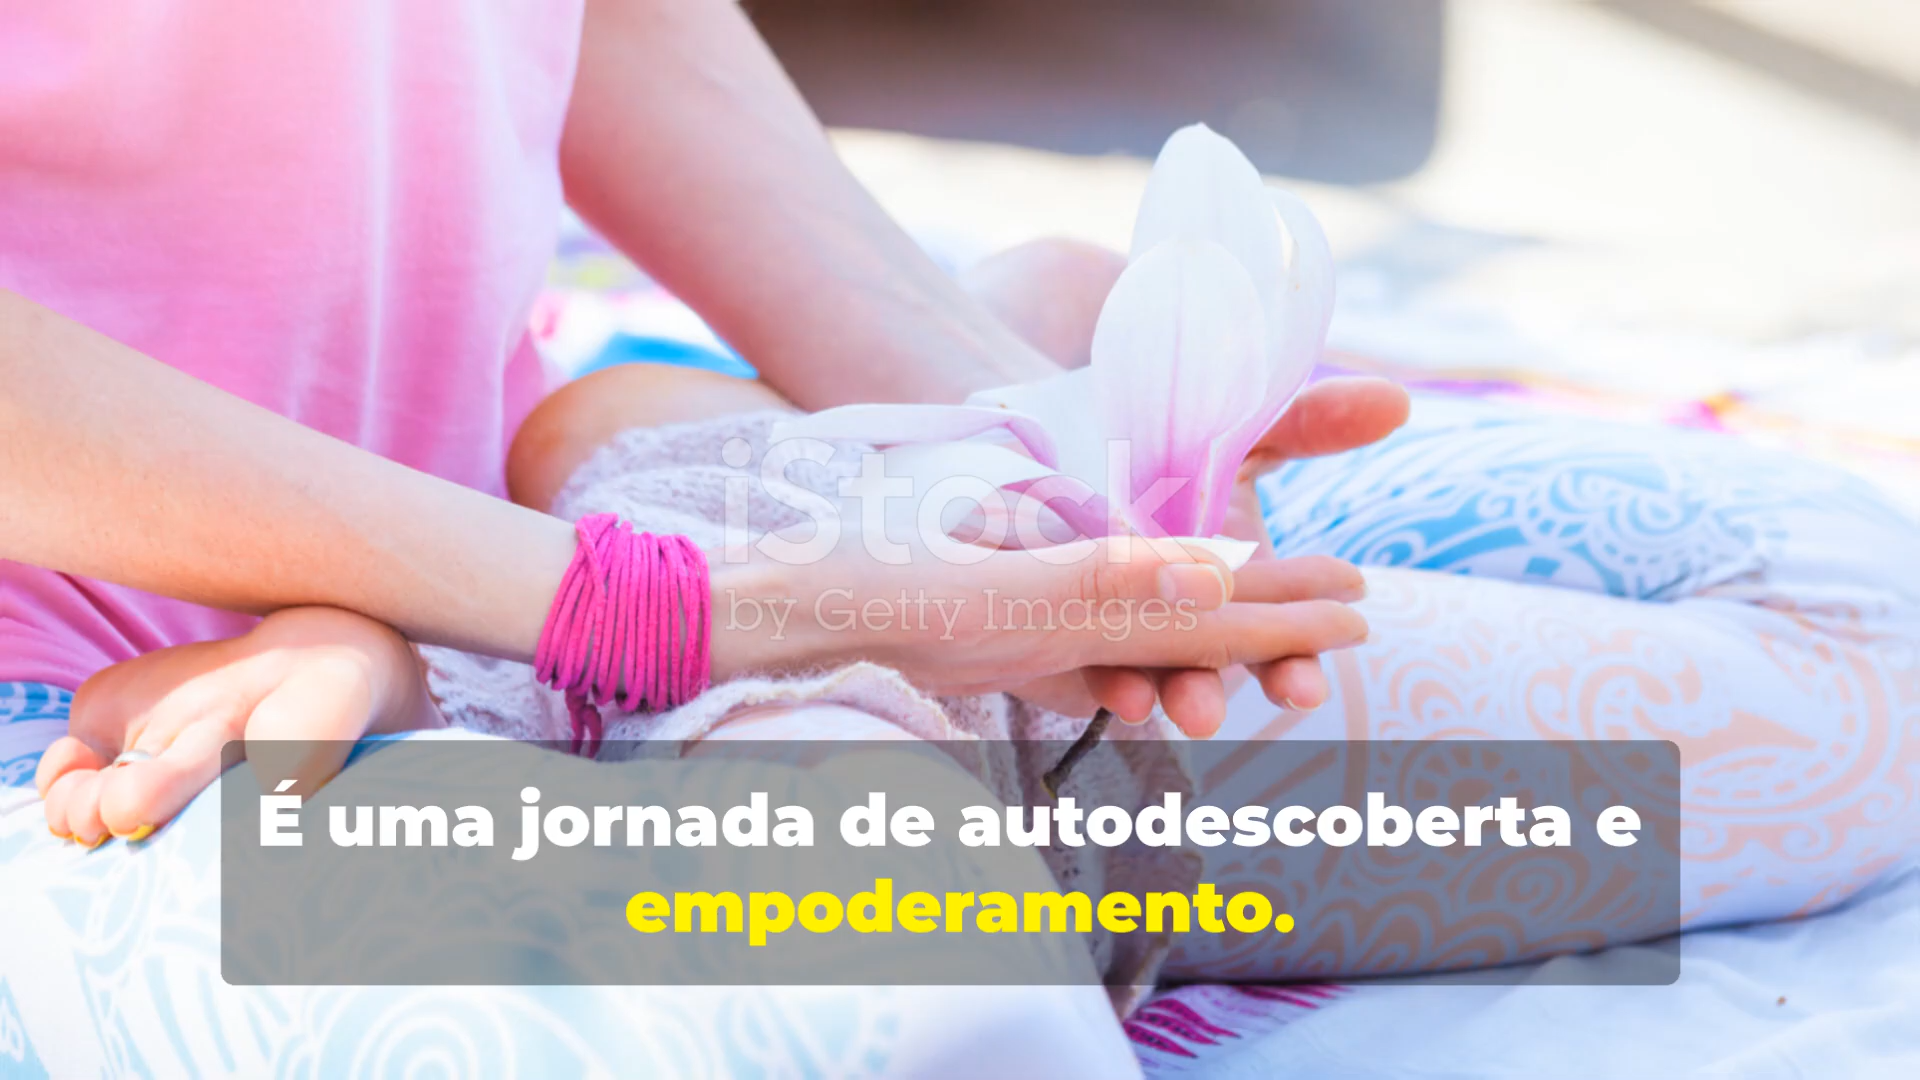 iStock
by Getty Images
É uma jornada de autodescoberta e
empoderamento.